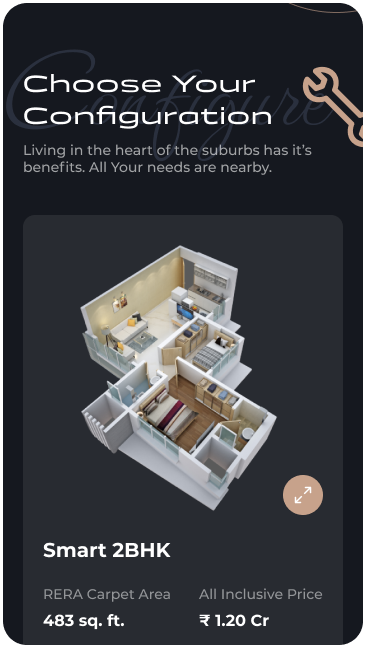 Configure
Choose Your
Configuration
Living in the heart of the suburbs has it's
benefits. All Your needs are nearby.
Smart 2BHK
RERA Carpet Area
All Inclusive Price
483 sq. ft.
₹ 1.20 Cr